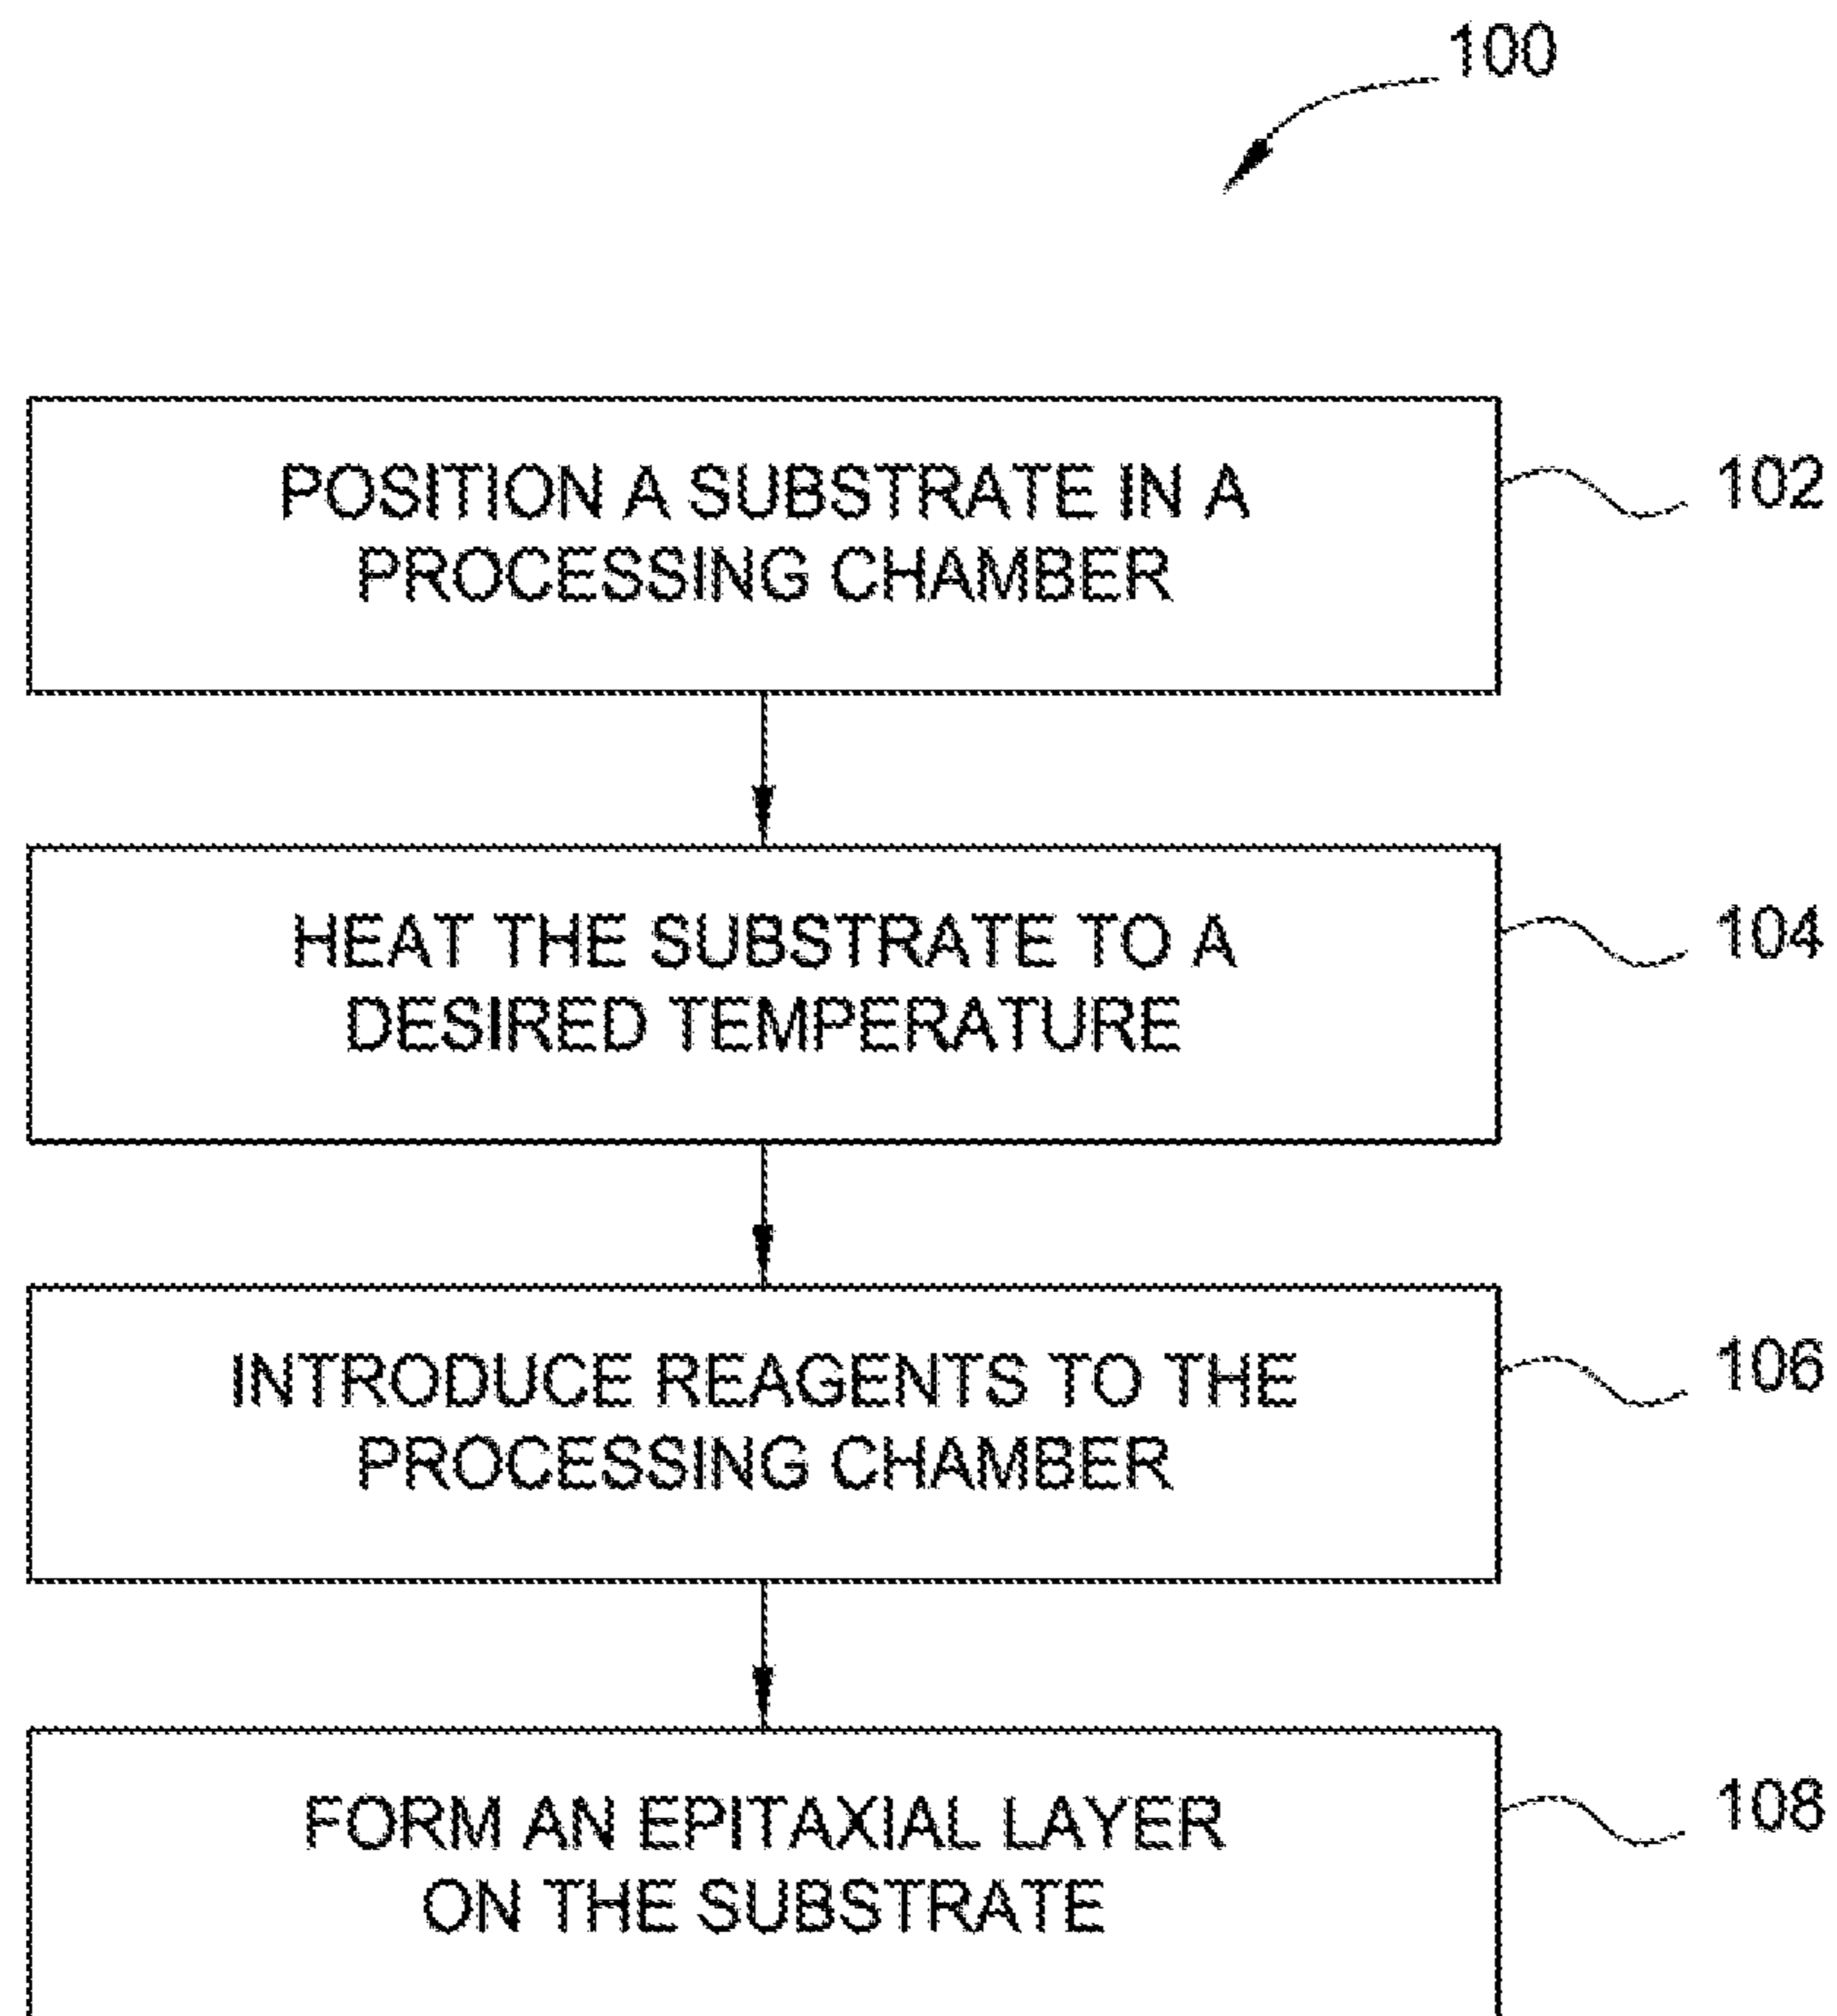 100
POSITION A SUBSTRATE IN A
PROCESSING CHAMBER
102
HEAT THE SUBSTRATE TO A
DESIRED TEMPERATURE
104
INTRODUCE REAGENTS TO THE
PROCESSING CHAMBER
106
FORM AN EPITAXIAL LAYER
ON THE SUBSTRATE
108